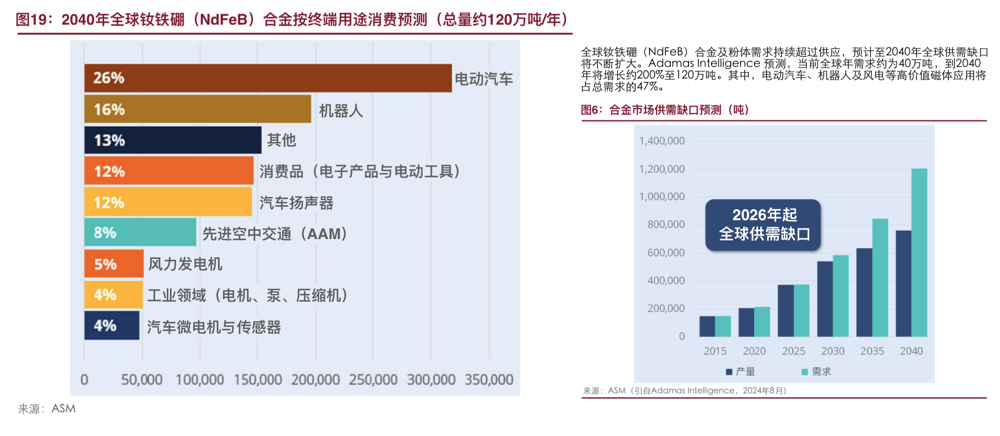 图19：2040年全球钕铁硼（NdFeB）合金按终端用途消费预测（总量约120万吨/年）
26%
电动汽车
16%
机器人
13%
其他
12%
消费品（电子产品与电动工具）
12%
汽车扬声器
8%
先进空中交通（AAM）
5%
风力发电机
4%
工业领域（电机、泵、压缩机）
4%
汽车微电机与传感器
0 50,000 100,000 150,000 200,000 250,000 300,000 350,000
来源：ASM
全球钕铁硼（NdFeB）合金及粉体需求持续超过供应，预计至2040年全球供需缺口
将不断扩大。Adamas Intelligence 预测，当前全球年需求约为40万吨，到2040
年将增长约200%至120万吨。其中，电动汽车、机器人及风电等高价值磁体应用将
占总需求的47%。
图6：合金市场供需缺口预测（吨）
1,400,000
1,200,000
1,000,000
800,000
600,000
400,000
200,000
0
2026年起
全球供需缺口
2015 2020 2025 2030 2035 2040
产量 需求
来源：ASM（引自Adamas Intelligence，2024年8月）